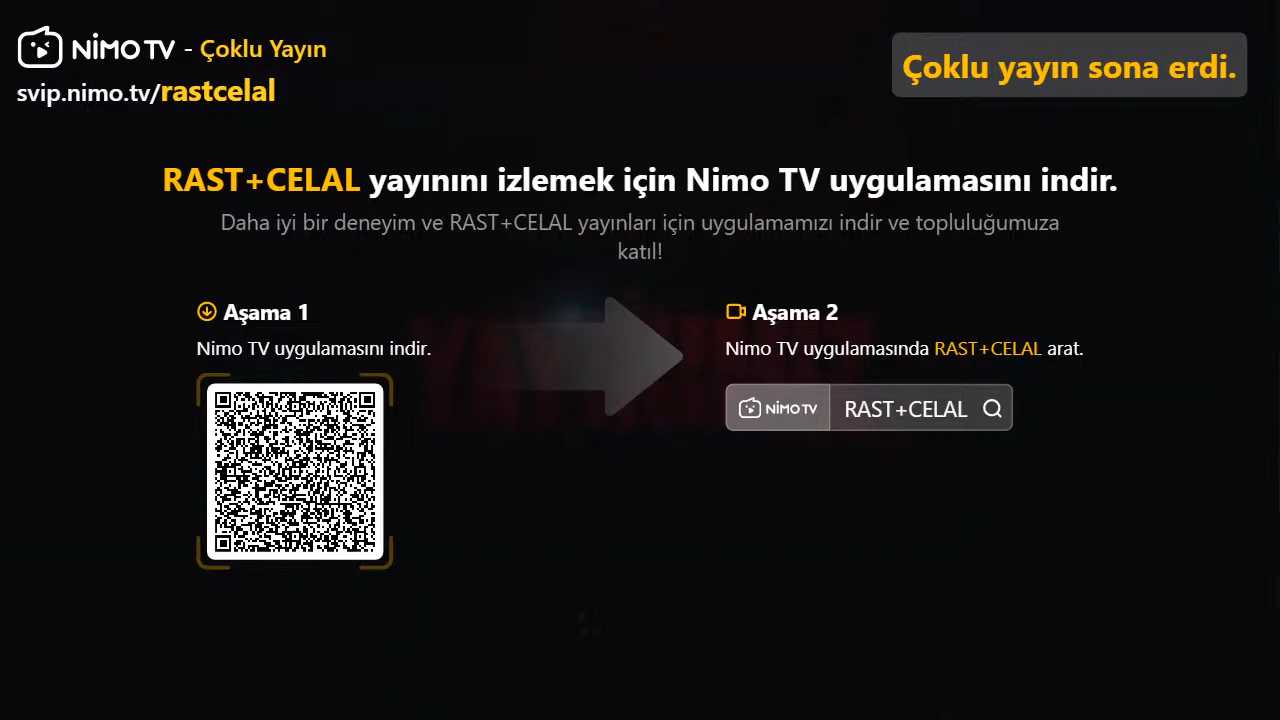 NiMO TV - Çoklu Yayın
svip.nimo.tv/rastcelal
Çoklu yayın sona erdi.
RAST+CELAL yayınını izlemek için Nimo TV uygulamasını indir.
Daha iyi bir deneyim ve RAST+CELAL yayınları için uygulamamızı indir ve topluluğumuza
katıl!
Aşama 1
Nimo TV uygulamasını indir.
Aşama 2
Nimo TV uygulamasında RAST+CELAL arat.
NiMO TV RAST+CELAL